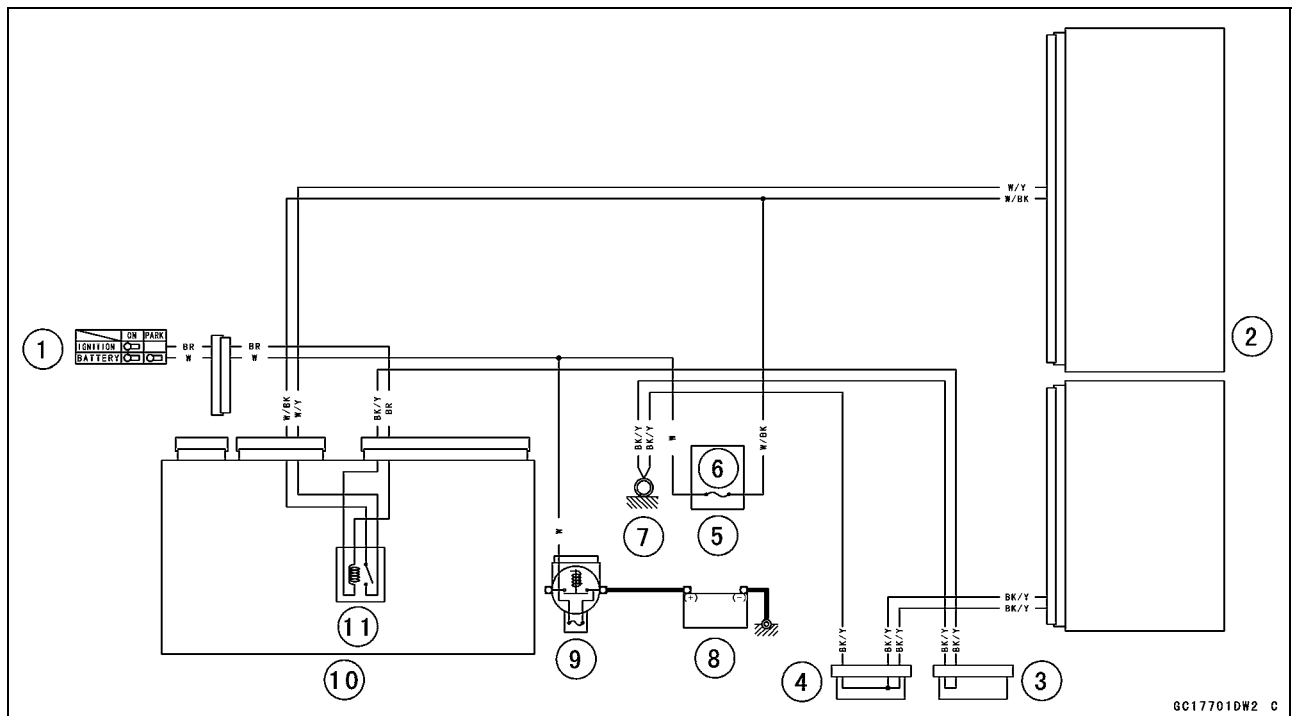 W/Y
W/BK
1
ON PARK
IGNITION
BATTERY
BR
W
BR
W
2
W/BK
W/Y
BK/Y
BR
BK/Y
BK/Y
W
W/BK
6
7
5
W
(+)
(-)
11
10
9
8
BK/Y
BK/Y
BK/Y
BK/Y
BK/Y
BK/Y
BK/Y
4
3
GC17701DW2 C